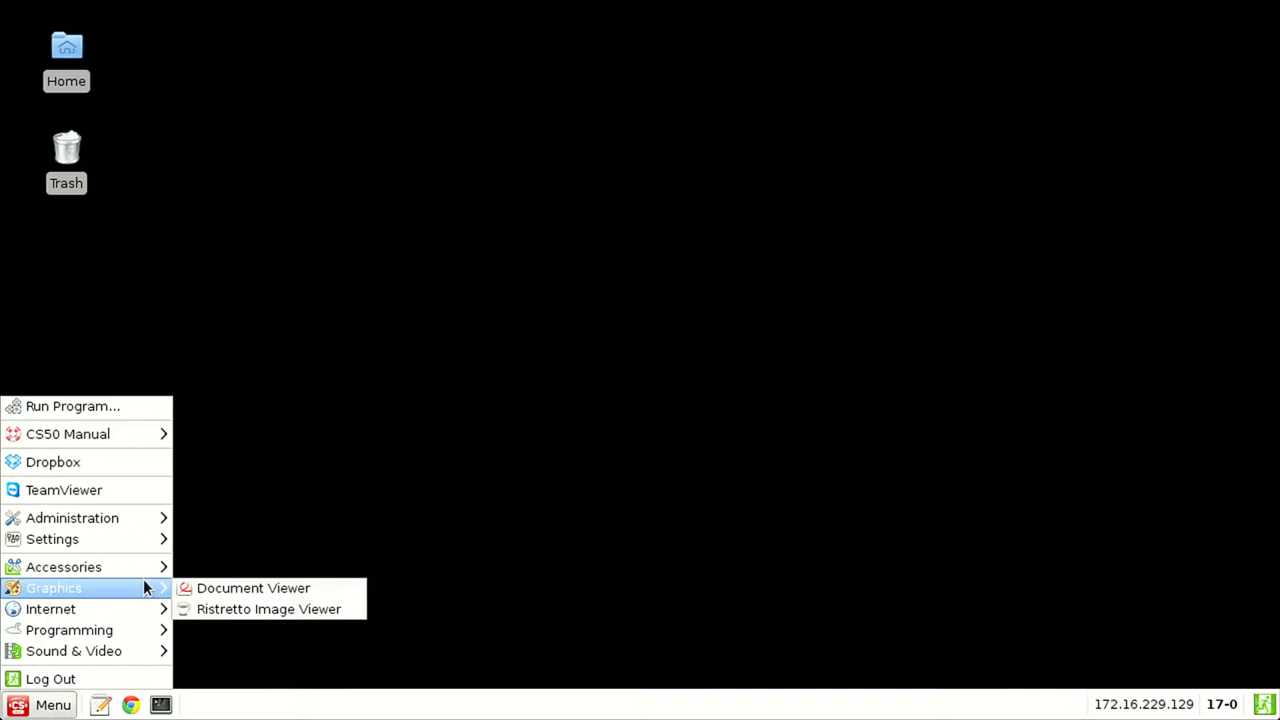 Home
Trash
Run Program...
CS50 Manual
Dropbox
TeamViewer
Administration
Settings
Accessories
Graphics
Document Viewer
Internet
Ristretto Image Viewer
Programming
Sound & Video
Log Out
CS
Menu
172.16.229.129
17-0